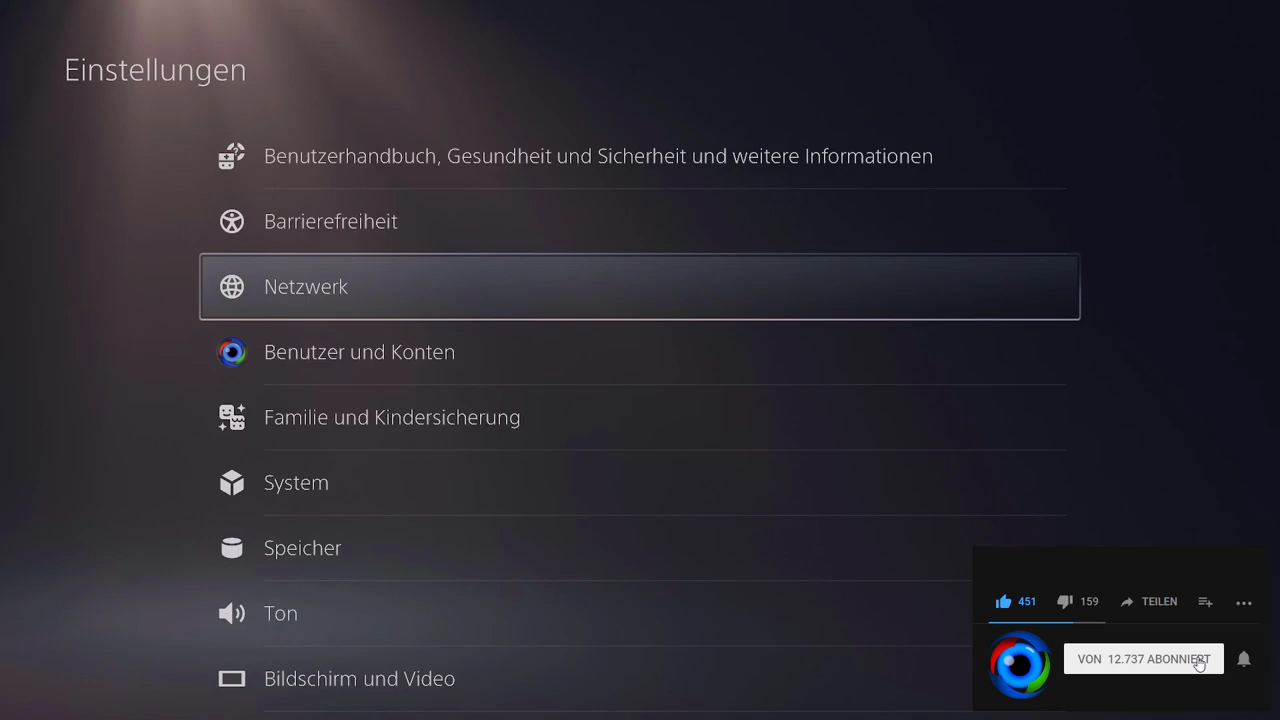 Einstellungen
Benutzerhandbuch, Gesundheit und Sicherheit und weitere Informationen
Barrierefreiheit
Netzwerk
Benutzer und Konten
Familie und Kindersicherung
System
Speicher
Ton
Bildschirm und Video
451 159 TEILEN
VON 12.737 ABONNIERT